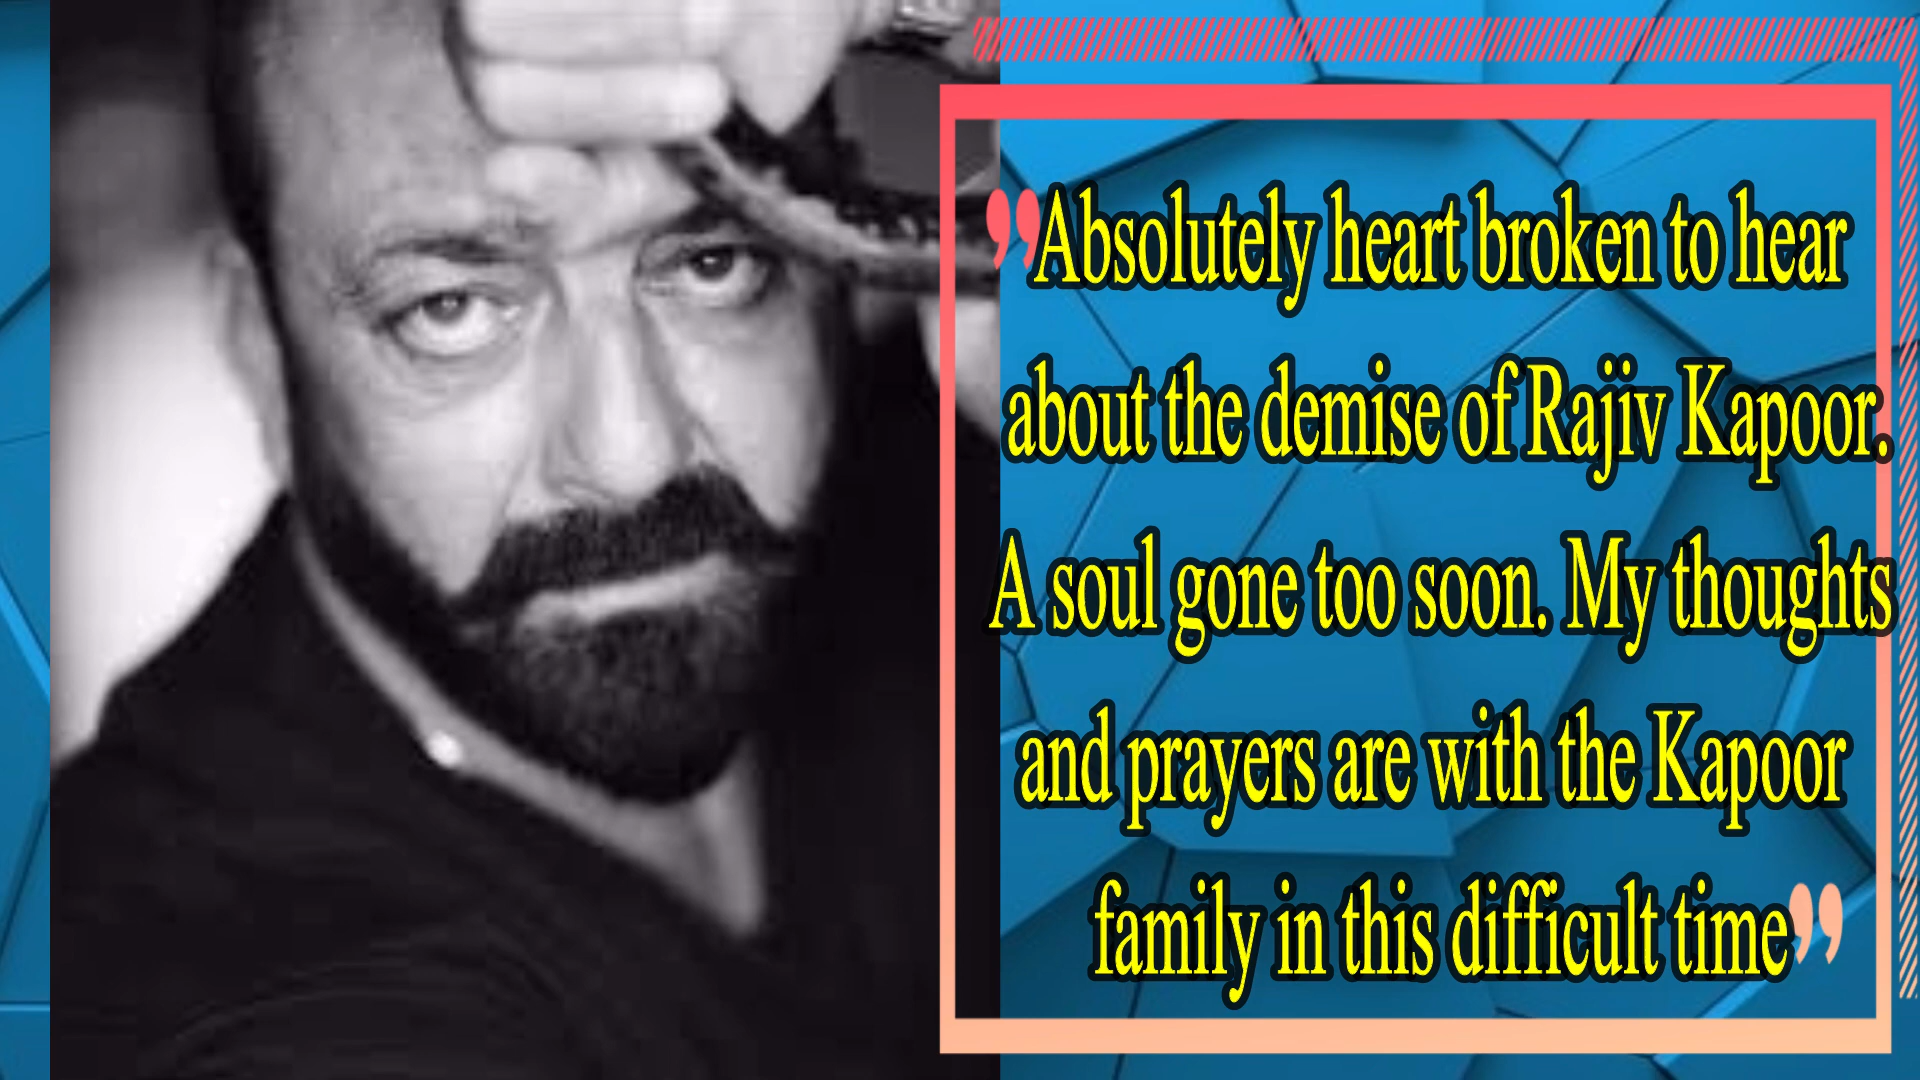 ”Absolutely heart broken to hear
about the demise of Rajiv Kapoor.
A soul gone too soon. My thoughts
and prayers are with the Kapoor
family in this difficult time”